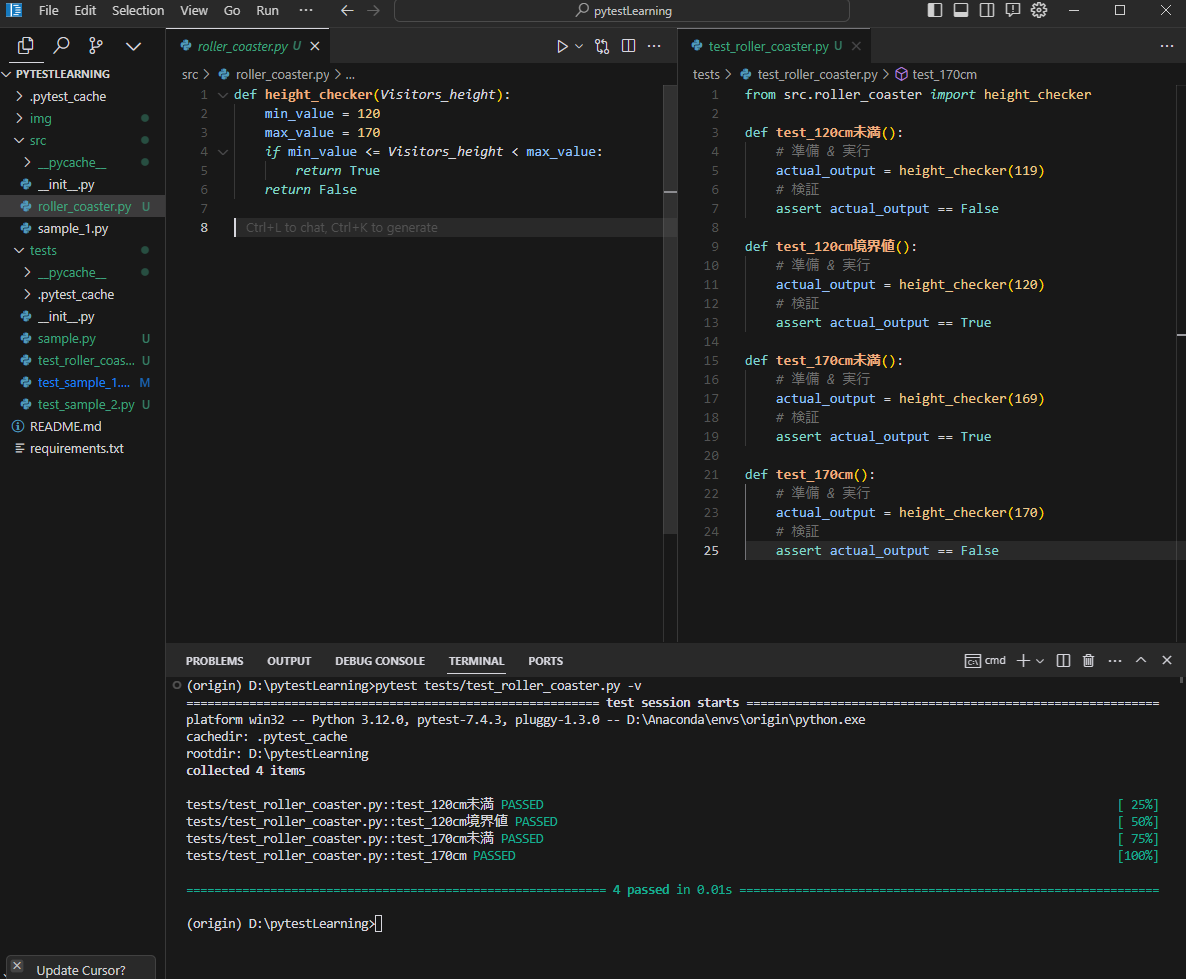 File Edit Selection View Go Run ··· pytestLearning
PYTESTLEARNING
.pytest_cache
img
src
__pycache__
__init__.py
roller_coaster.py U
sample_1.py
tests
__pycache__
.pytest_cache
__init__.py
sample.py U
test_roller_coas... U
test_sample_1.... M
test_sample_2.py U
README.md
requirements.txt
Update Cursor?
roller_coaster.py U
src > roller_coaster.py > ...
1 def height_checker(Visitors_height):
2 min_value = 120
3 max_value = 170
4 if min_value <= Visitors_height < max_value:
5 return True
6 return False
7
8 Ctrl+L to chat, Ctrl+K to generate
test_roller_coaster.py U
tests > test_roller_coaster.py > test_170cm
1 from src.roller_coaster import height_checker
2
3 def test_120cm未満():
4 # 準備 & 実行
5 actual_output = height_checker(119)
6 # 検証
7 assert actual_output == False
8
9 def test_120cm境界値():
10 # 準備 & 実行
11 actual_output = height_checker(120)
12 # 検証
13 assert actual_output == True
14
15 def test_170cm未満():
16 # 準備 & 実行
17 actual_output = height_checker(169)
18 # 検証
19 assert actual_output == True
20
21 def test_170cm():
22 # 準備 & 実行
23 actual_output = height_checker(170)
24 # 検証
25 assert actual_output == False
PROBLEMS OUTPUT DEBUG CONSOLE TERMINAL PORTS cmd
(origin) D:\pytestLearning>pytest tests/test_roller_coaster.py -v
=========================================================== test session starts ===========================================================
platform win32 -- Python 3.12.0, pytest-7.4.3, pluggy-1.3.0 -- D:\Anaconda\envs\origin\python.exe
cachedir: .pytest_cache
rootdir: D:\pytestLearning
collected 4 items
tests/test_roller_coaster.py::test_120cm未満 PASSED [ 25%]
tests/test_roller_coaster.py::test_120cm境界値 PASSED [ 50%]
tests/test_roller_coaster.py::test_170cm未満 PASSED [ 75%]
tests/test_roller_coaster.py::test_170cm PASSED [100%]
============================================================ 4 passed in 0.01s ============================================================
(origin) D:\pytestLearning>